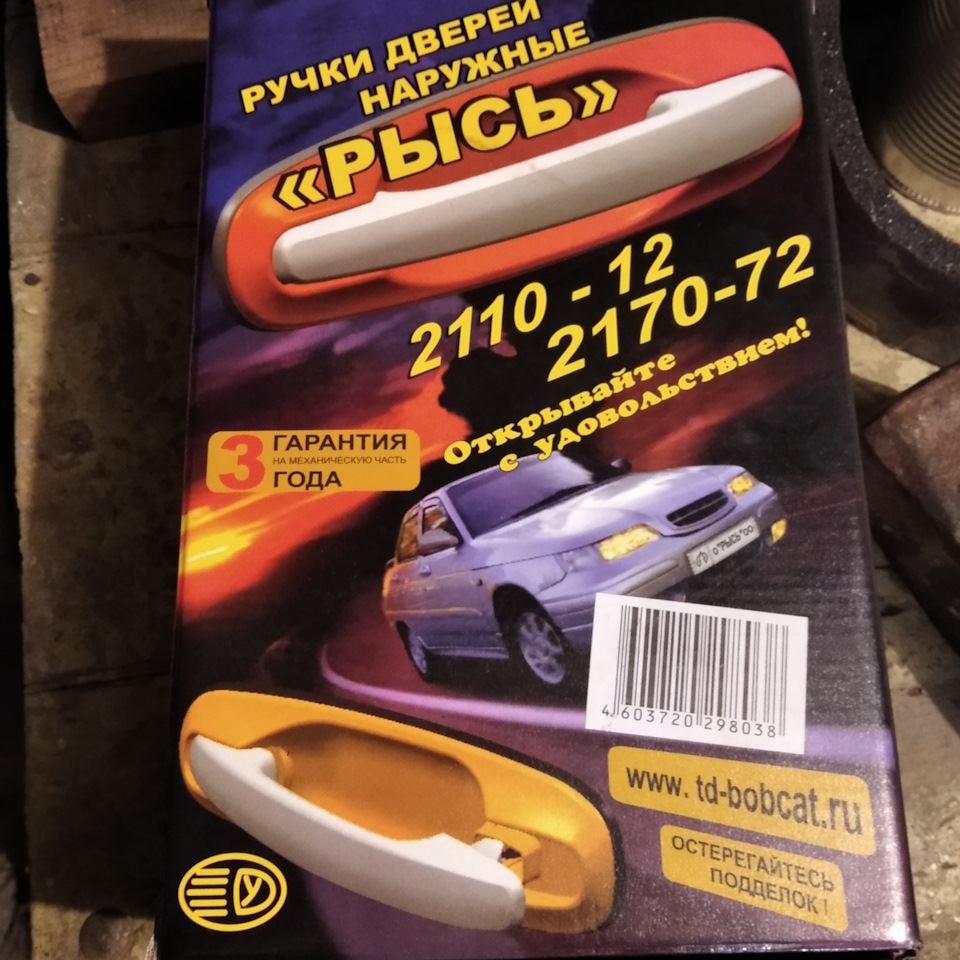 РУЧКИ ДВЕРЕЙ
НАРУЖНЫЕ
«РЫСЬ»
2110 - 12
2170-72
Открывайте
с удовольствием!
3 ГАРАНТИЯ
НА МЕХАНИЧЕСКУЮ ЧАСТЬ
ГОДА
"РЫСЬ"
4 603720 298038
www. td-bobcat.ru
ОСТЕРЕГАЙТЕСЬ
ПОДДЕЛОК !